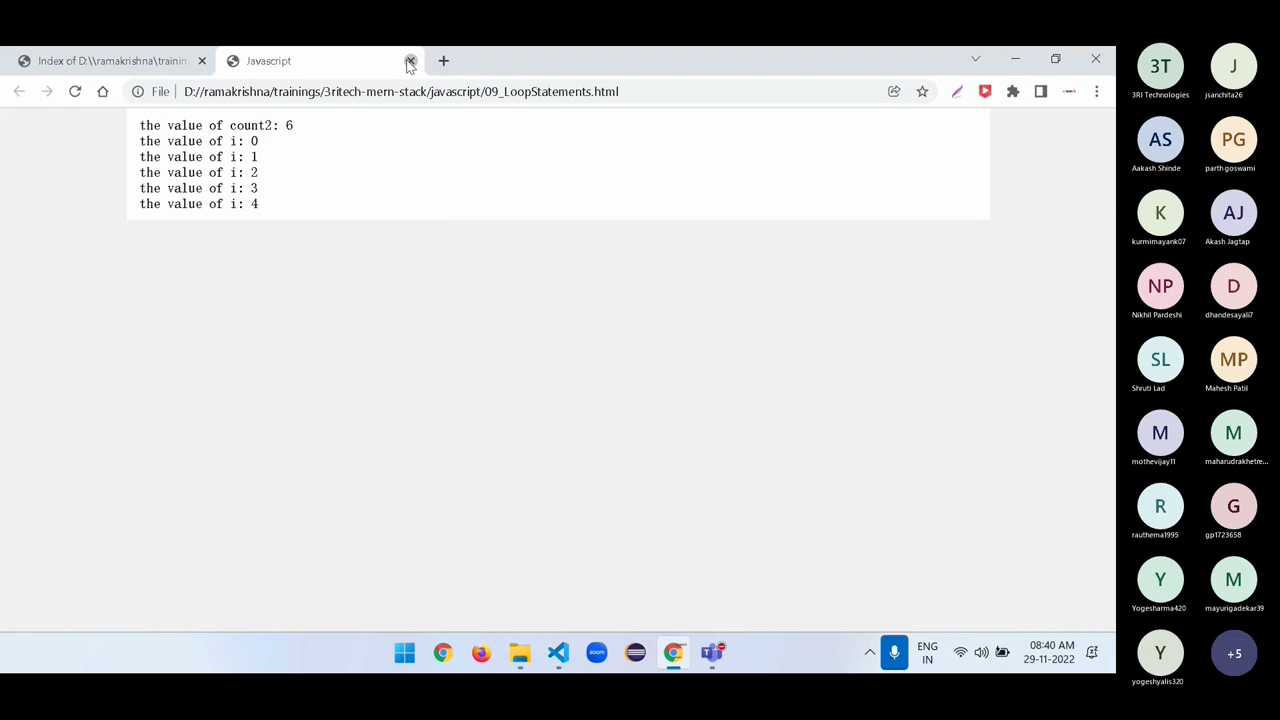 Index of D:\\ramakrishna\trainin
Javascript
File
D://ramakrishna/trainings/3ritech-mern-stack/javascript/09_LoopStatements.html
the value of count2: 6
the value of i: 0
the value of i: 1
the value of i: 2
the value of i: 3
the value of i: 4
zoom
ENG
IN
08:40 AM
29-11-2022
3T
3RI Technologies
J
jsanchita26
AS
Aakash Shinde
PG
parth goswami
K
kurmimayank07
AJ
Akash Jagtap
NP
Nikhil Pardeshi
D
dhandesayali7
SL
Shruti Lad
MP
Mahesh Patil
M
mothevijay11
M
maharudrakhetre...
R
rauthema1995
G
gp1723658
Y
Yogesharma420
M
mayurigadekar39
Y
yogeshyalis320
+5